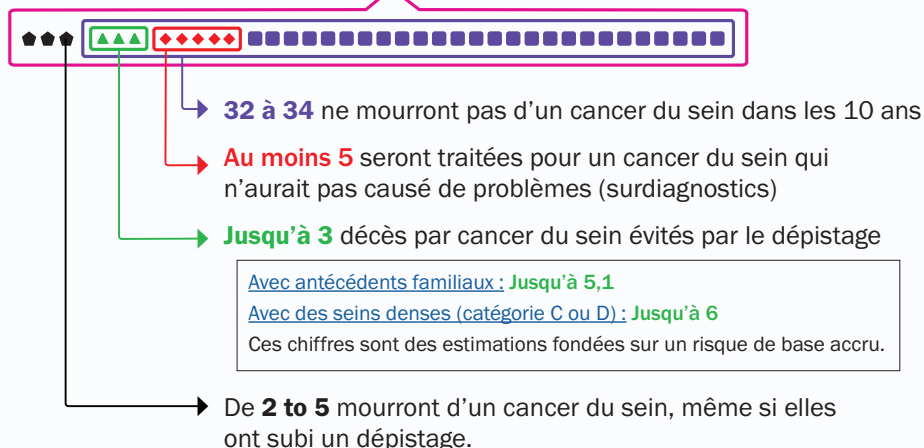 32 à 34 ne mourront pas d’un cancer du sein dans les 10 ans
Au moins 5 seront traitées pour un cancer du sein qui
n’aurait pas causé de problèmes (surdiagnostics)
Jusqu’à 3 décès par cancer du sein évités par le dépistage
Avec antécédents familiaux : Jusqu’à 5,1
Avec des seins denses (catégorie C ou D) : Jusqu’à 6
Ces chiffres sont des estimations fondées sur un risque de base accru.
De 2 to 5 mourront d’un cancer du sein, même si elles
ont subi un dépistage.